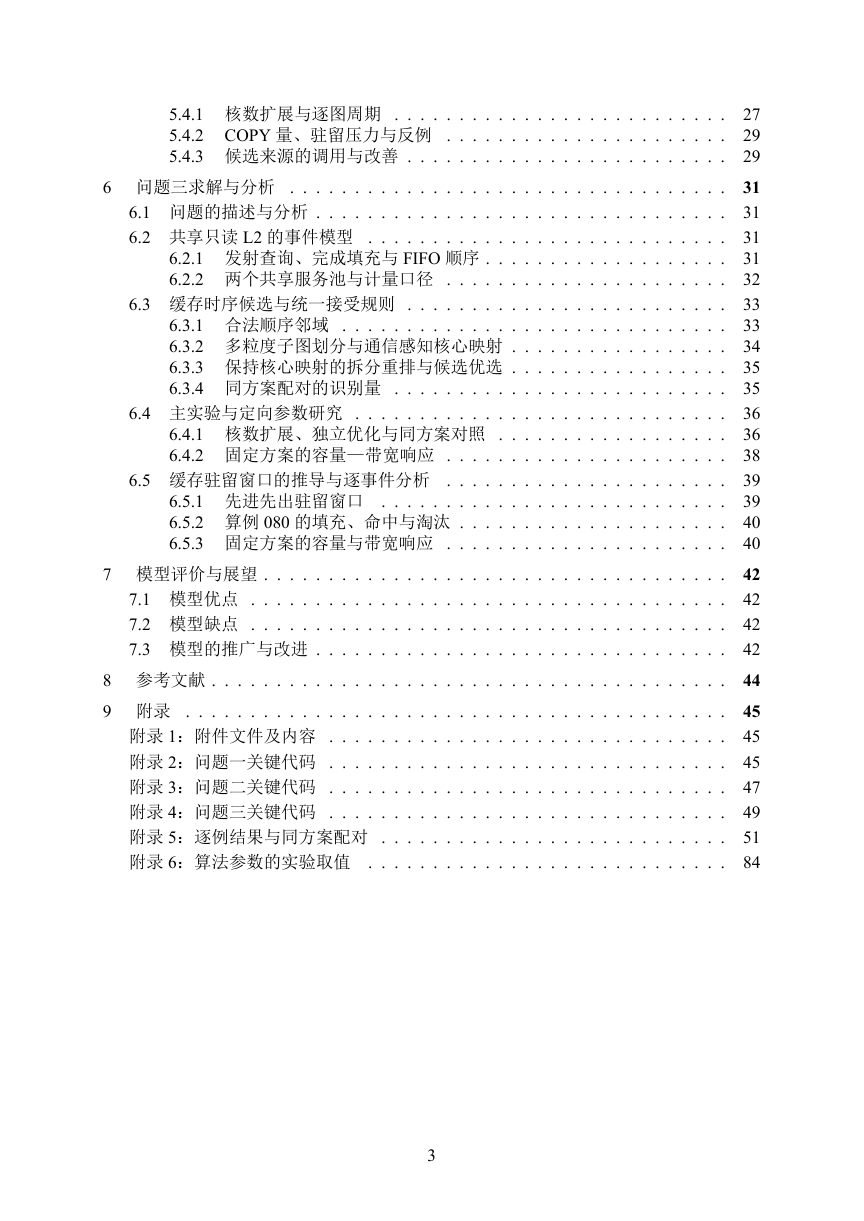 5.4.1 核数扩展与逐图周期 . . . . . . . . . . . . . . . . . . . . . . . . . . 27
5.4.2 COPY 量、驻留压力与反例 . . . . . . . . . . . . . . . . . . . . . . 29
5.4.3 候选来源的调用与改善 . . . . . . . . . . . . . . . . . . . . . . . . . 29
6 问题三求解与分析 . . . . . . . . . . . . . . . . . . . . . . . . . . . . . . . . . . 31
6.1 问题的描述与分析 . . . . . . . . . . . . . . . . . . . . . . . . . . . . . . . . 31
6.2 共享只读 L2 的事件模型 . . . . . . . . . . . . . . . . . . . . . . . . . . . . 31
6.2.1 发射查询、完成填充与 FIFO 顺序 . . . . . . . . . . . . . . . . . . . 31
6.2.2 两个共享服务池与计量口径 . . . . . . . . . . . . . . . . . . . . . . 32
6.3 缓存时序候选与统一接受规则 . . . . . . . . . . . . . . . . . . . . . . . . . 33
6.3.1 合法顺序邻域 . . . . . . . . . . . . . . . . . . . . . . . . . . . . . . 33
6.3.2 多粒度子图划分与通信感知核心映射 . . . . . . . . . . . . . . . . . 34
6.3.3 保持核心映射的拆分重排与候选优选 . . . . . . . . . . . . . . . . . 35
6.3.4 同方案配对的识别量 . . . . . . . . . . . . . . . . . . . . . . . . . . 35
6.4 主实验与定向参数研究 . . . . . . . . . . . . . . . . . . . . . . . . . . . . . 36
6.4.1 核数扩展、独立优化与同方案对照 . . . . . . . . . . . . . . . . . . 36
6.4.2 固定方案的容量—带宽响应 . . . . . . . . . . . . . . . . . . . . . . 38
6.5 缓存驻留窗口的推导与逐事件分析 . . . . . . . . . . . . . . . . . . . . . . 39
6.5.1 先进先出驻留窗口 . . . . . . . . . . . . . . . . . . . . . . . . . . . 39
6.5.2 算例 080 的填充、命中与淘汰 . . . . . . . . . . . . . . . . . . . . . 40
6.5.3 固定方案的容量与带宽响应 . . . . . . . . . . . . . . . . . . . . . . 40
7 模型评价与展望 . . . . . . . . . . . . . . . . . . . . . . . . . . . . . . . . . . . . 42
7.1 模型优点 . . . . . . . . . . . . . . . . . . . . . . . . . . . . . . . . . . . . . 42
7.2 模型缺点 . . . . . . . . . . . . . . . . . . . . . . . . . . . . . . . . . . . . . 42
7.3 模型的推广与改进 . . . . . . . . . . . . . . . . . . . . . . . . . . . . . . . . 42
8 参考文献 . . . . . . . . . . . . . . . . . . . . . . . . . . . . . . . . . . . . . . . . 44
9 附录 . . . . . . . . . . . . . . . . . . . . . . . . . . . . . . . . . . . . . . . . . . 45
附录 1：附件文件及内容 . . . . . . . . . . . . . . . . . . . . . . . . . . . . . . . 45
附录 2：问题一关键代码 . . . . . . . . . . . . . . . . . . . . . . . . . . . . . . . 45
附录 3：问题二关键代码 . . . . . . . . . . . . . . . . . . . . . . . . . . . . . . . 47
附录 4：问题三关键代码 . . . . . . . . . . . . . . . . . . . . . . . . . . . . . . . 49
附录 5：逐例结果与同方案配对 . . . . . . . . . . . . . . . . . . . . . . . . . . . 51
附录 6：算法参数的实验取值 . . . . . . . . . . . . . . . . . . . . . . . . . . . . 84
3